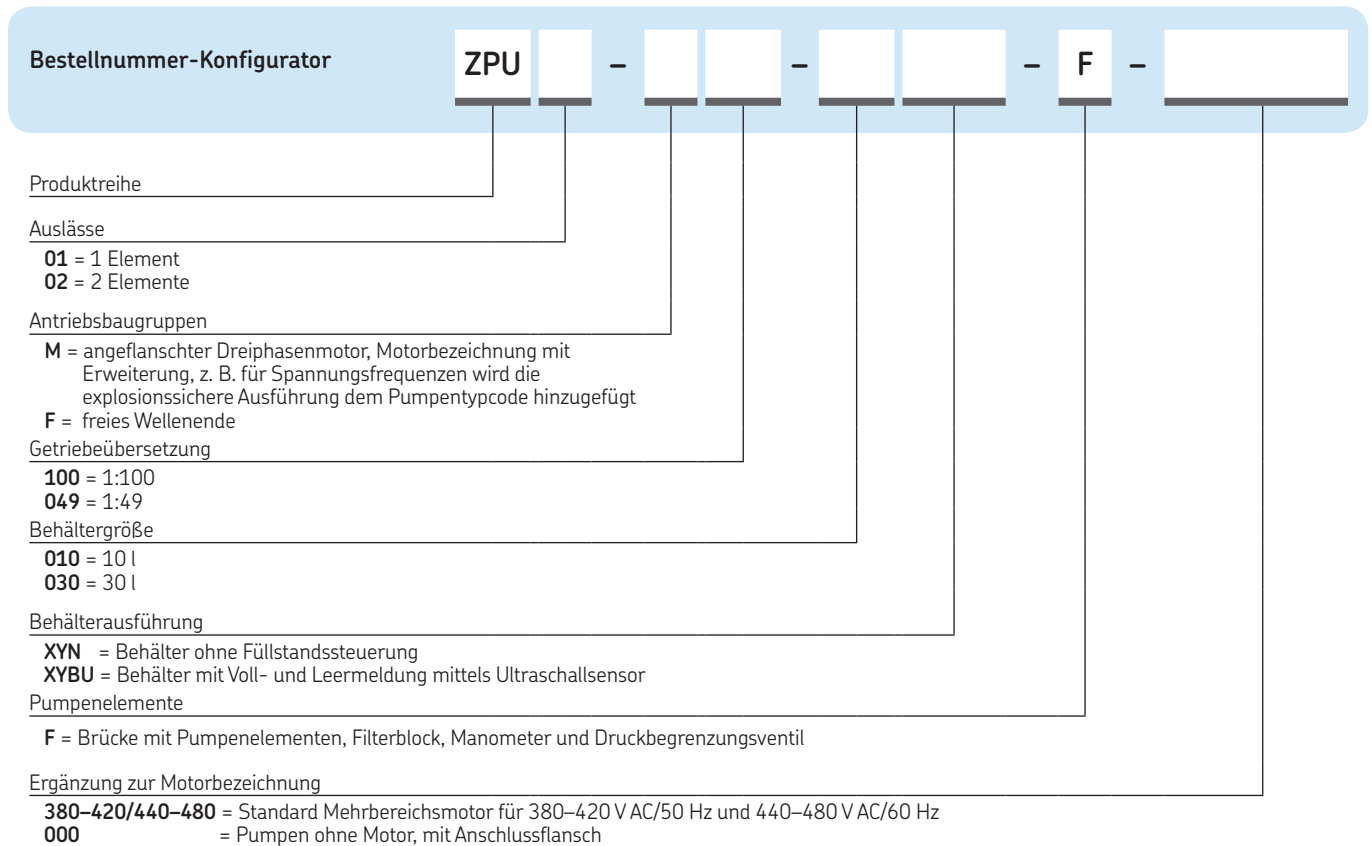 Bestellnummer-Konfigurator
ZPU – – – F –
Produktreihe
Auslässe
01 = 1 Element
02 = 2 Elemente
Antriebsbaugruppen
M = angeflanschter Dreiphasenmotor, Motorbezeichnung mit
Erweiterung, z. B. für Spannungsfrequenzen wird die
explosionssichere Ausführung dem Pumpentypcode hinzugefügt
F = freies Wellenende
Getriebeübersetzung
100 = 1:100
049 = 1:49
Behältergröße
010 = 10 l
030 = 30 l
Behälterausführung
XYN = Behälter ohne Füllstandssteuerung
XYBU = Behälter mit Voll- und Leermeldung mittels Ultraschallsensor
Pumpenelemente
F = Brücke mit Pumpenelementen, Filterblock, Manometer und Druckbegrenzungsventil
Ergänzung zur Motorbezeichnung
380–420/440–480 = Standard Mehrbereichsmotor für 380–420 V AC/50 Hz und 440–480 V AC/60 Hz
000 = Pumpen ohne Motor, mit Anschlussflansch